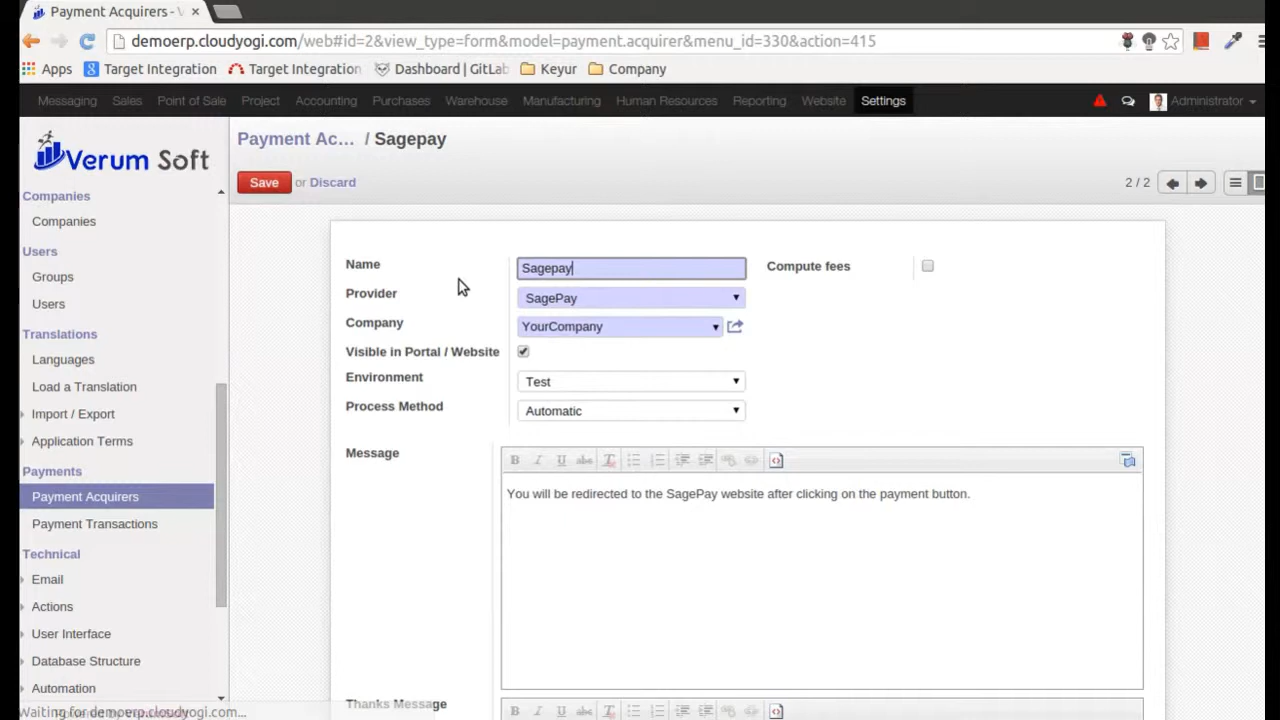 Payment Acquirers - V ×
demoerp.cloudyogi.com/web#id=2&view_type=form&model=payment.acquirer&menu_id=330&action=415
Apps Target Integration Target Integration Dashboard | GitLab Keyur Company
Messaging Sales Point of Sale Project Accounting Purchases Warehouse Manufacturing Human Resources Reporting Website Settings Administrator
Verum Soft
Payment Ac... / Sagepay
Save or Discard
2 / 2
Companies
Companies
Users
Groups
Users
Translations
Languages
Load a Translation
Import / Export
Application Terms
Payments
Payment Acquirers
Payment Transactions
Technical
Email
Actions
User Interface
Database Structure
Automation
Waiting for demoerp.cloudyogi.com...
Name Sagepay
Compute fees
Provider SagePay
Company YourCompany
Visible in Portal / Website
Environment Test
Process Method Automatic
Message
B I U abc T
You will be redirected to the SagePay website after clicking on the payment button.
Thanks Message
B I U abc T